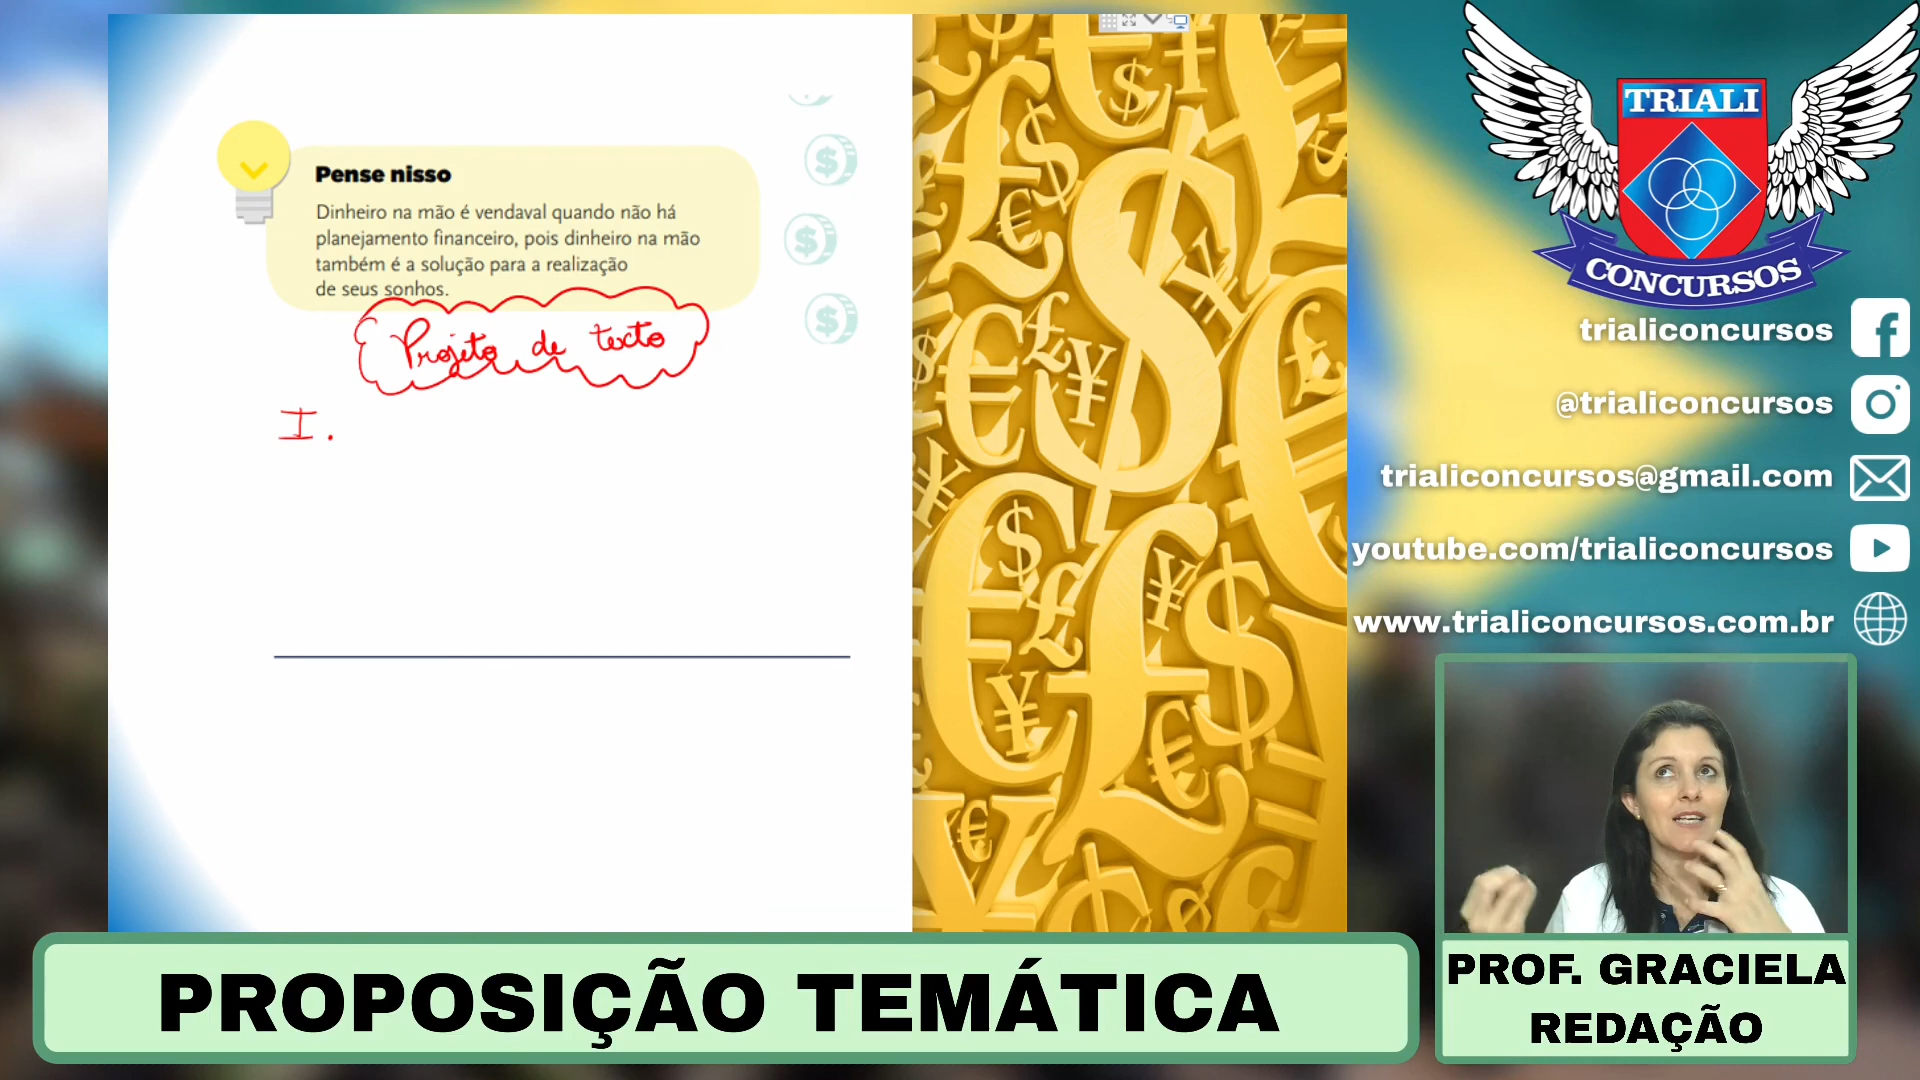 Pense nisso
Dinheiro na mão é vendaval quando não há
planejamento financeiro, pois dinheiro na mão
também é a solução para a realização
de seus sonhos.
Projeto de texto
I.
TRIALI
CONCURSOS
trialiconcursos
@trialiconcursos
trialiconcursos@gmail.com
youtube.com/trialiconcursos
www.trialiconcursos.com.br
PROPOSIÇÃO TEMÁTICA
PROF. GRACIELA
REDAÇÃO